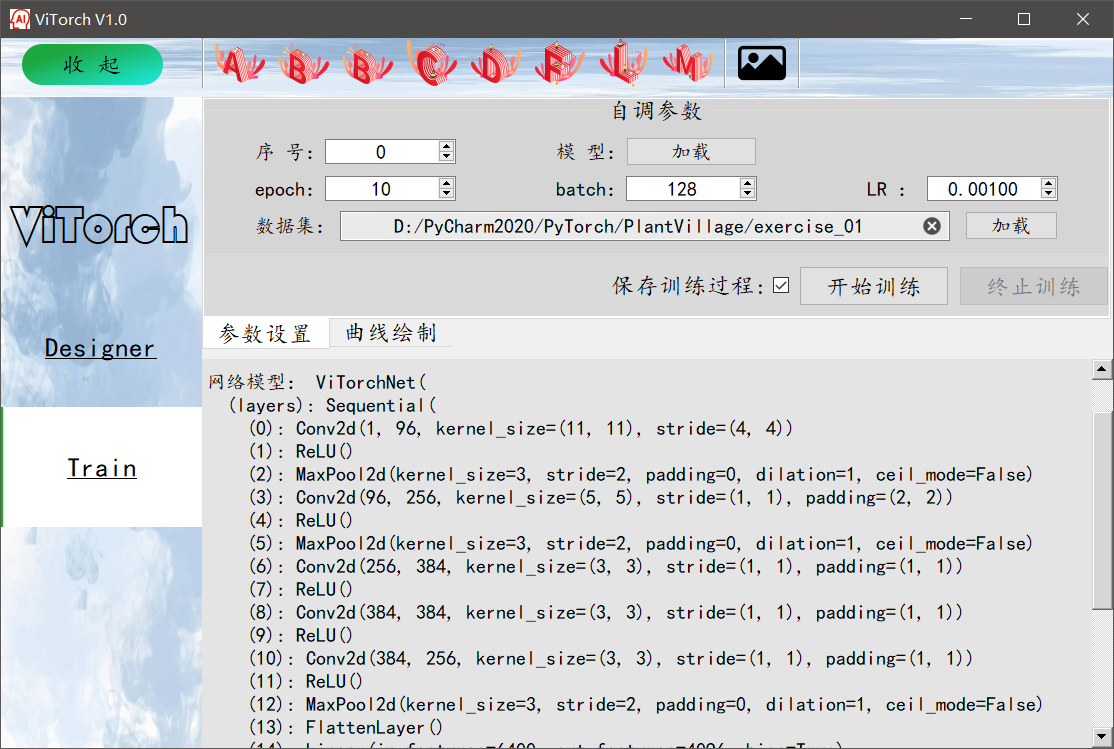 ViTorch V1.0
收 起
A B B C D F L M
自调参数
序 号: 0 模 型: 加载
epoch: 10 batch: 128 LR : 0.00100
数据集: D:/PyCharm2020/PyTorch/PlantVillage/exercise_01 加载
保存训练过程: 开始训练 终止训练
ViTorch
Designer
Train
参数设置 曲线绘制
网络模型: ViTorchNet(
(layers): Sequential(
(0): Conv2d(1, 96, kernel_size=(11, 11), stride=(4, 4))
(1): ReLU()
(2): MaxPool2d(kernel_size=3, stride=2, padding=0, dilation=1, ceil_mode=False)
(3): Conv2d(96, 256, kernel_size=(5, 5), stride=(1, 1), padding=(2, 2))
(4): ReLU()
(5): MaxPool2d(kernel_size=3, stride=2, padding=0, dilation=1, ceil_mode=False)
(6): Conv2d(256, 384, kernel_size=(3, 3), stride=(1, 1), padding=(1, 1))
(7): ReLU()
(8): Conv2d(384, 384, kernel_size=(3, 3), stride=(1, 1), padding=(1, 1))
(9): ReLU()
(10): Conv2d(384, 256, kernel_size=(3, 3), stride=(1, 1), padding=(1, 1))
(11): ReLU()
(12): MaxPool2d(kernel_size=3, stride=2, padding=0, dilation=1, ceil_mode=False)
(13): FlattenLayer()
(14): Linear(in_features=6400, out_features=4096, bias=True)